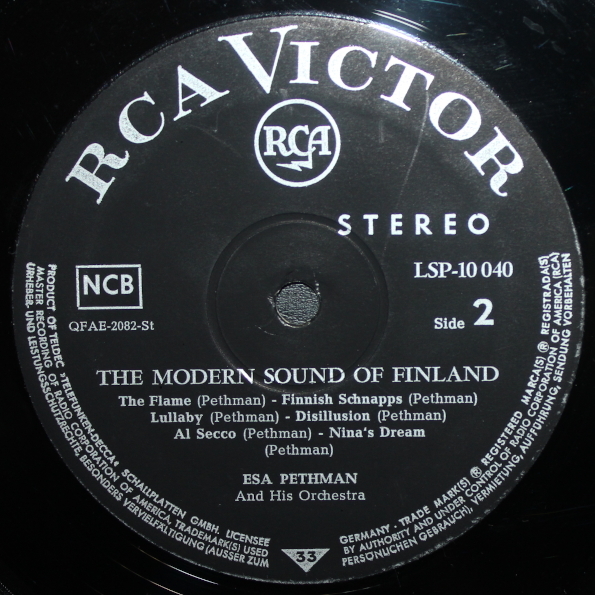 RCA VICTOR
RCA
STEREO
NCB
LSP-10 040
QFAE-2082-St
Side 2
THE MODERN SOUND OF FINLAND
The Flame (Pethman) - Finnish Schnapps (Pethman)
Lullaby (Pethman) - Disillusion (Pethman)
Al Secco (Pethman) - Nina's Dream
(Pethman)
ESA PETHMAN
And His Orchestra
PRODUCT OF TELDEC »TELEFUNKEN-DECCA« SCHALLPLATTEN GMBH. LICENSEE
MASTER RECORDING OF RADIO CORPORATION OF AMERICA, TRADEMARK(S) USED
URHEBER- UND LEISTUNGSSCHUTZRECHTE, BESONDERS VERVIELFÄLTIGUNG (AUSSER ZUM
33
GERMANY - TRADE MARK(S) ® REGISTERED MARCA(S) ® REGISTRADA(S)
BY AUTHORITY AND UNDER CONTROL OF RADIO CORPORATION OF AMERICA (RCA)
PERSÖNLICHEN GEBRAUCH), VERMIETUNG, AUFFÜHRUNG, SENDUNG VORBEHALTEN